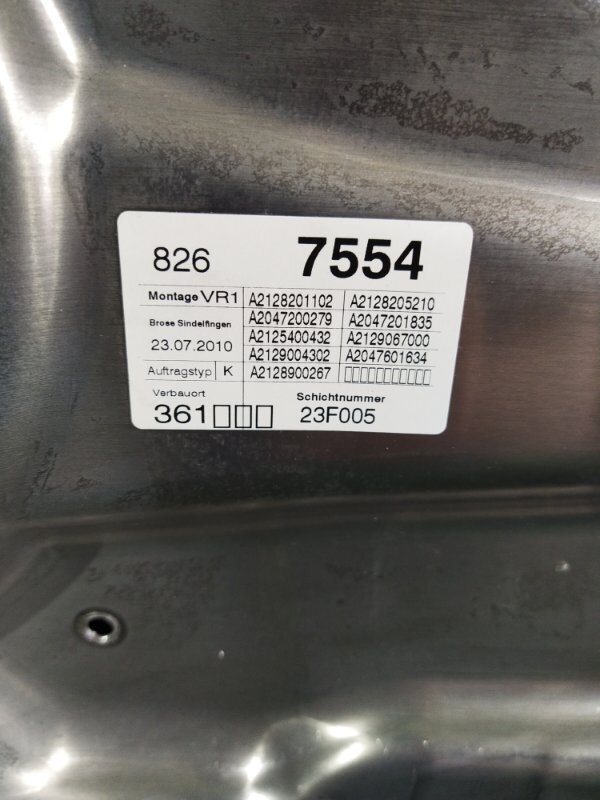 826 7554
Montage VR1 A2128201102 A2128205210
A2047200279 A2047201835
Brose Sindelfingen
A2125400432 A2129067000
23.07.2010
A2129004302 A2047601634
Auftragstyp K A2128900267 □□□□□□□□□□□
Verbauort Schichtnummer
361□□□ 23F005